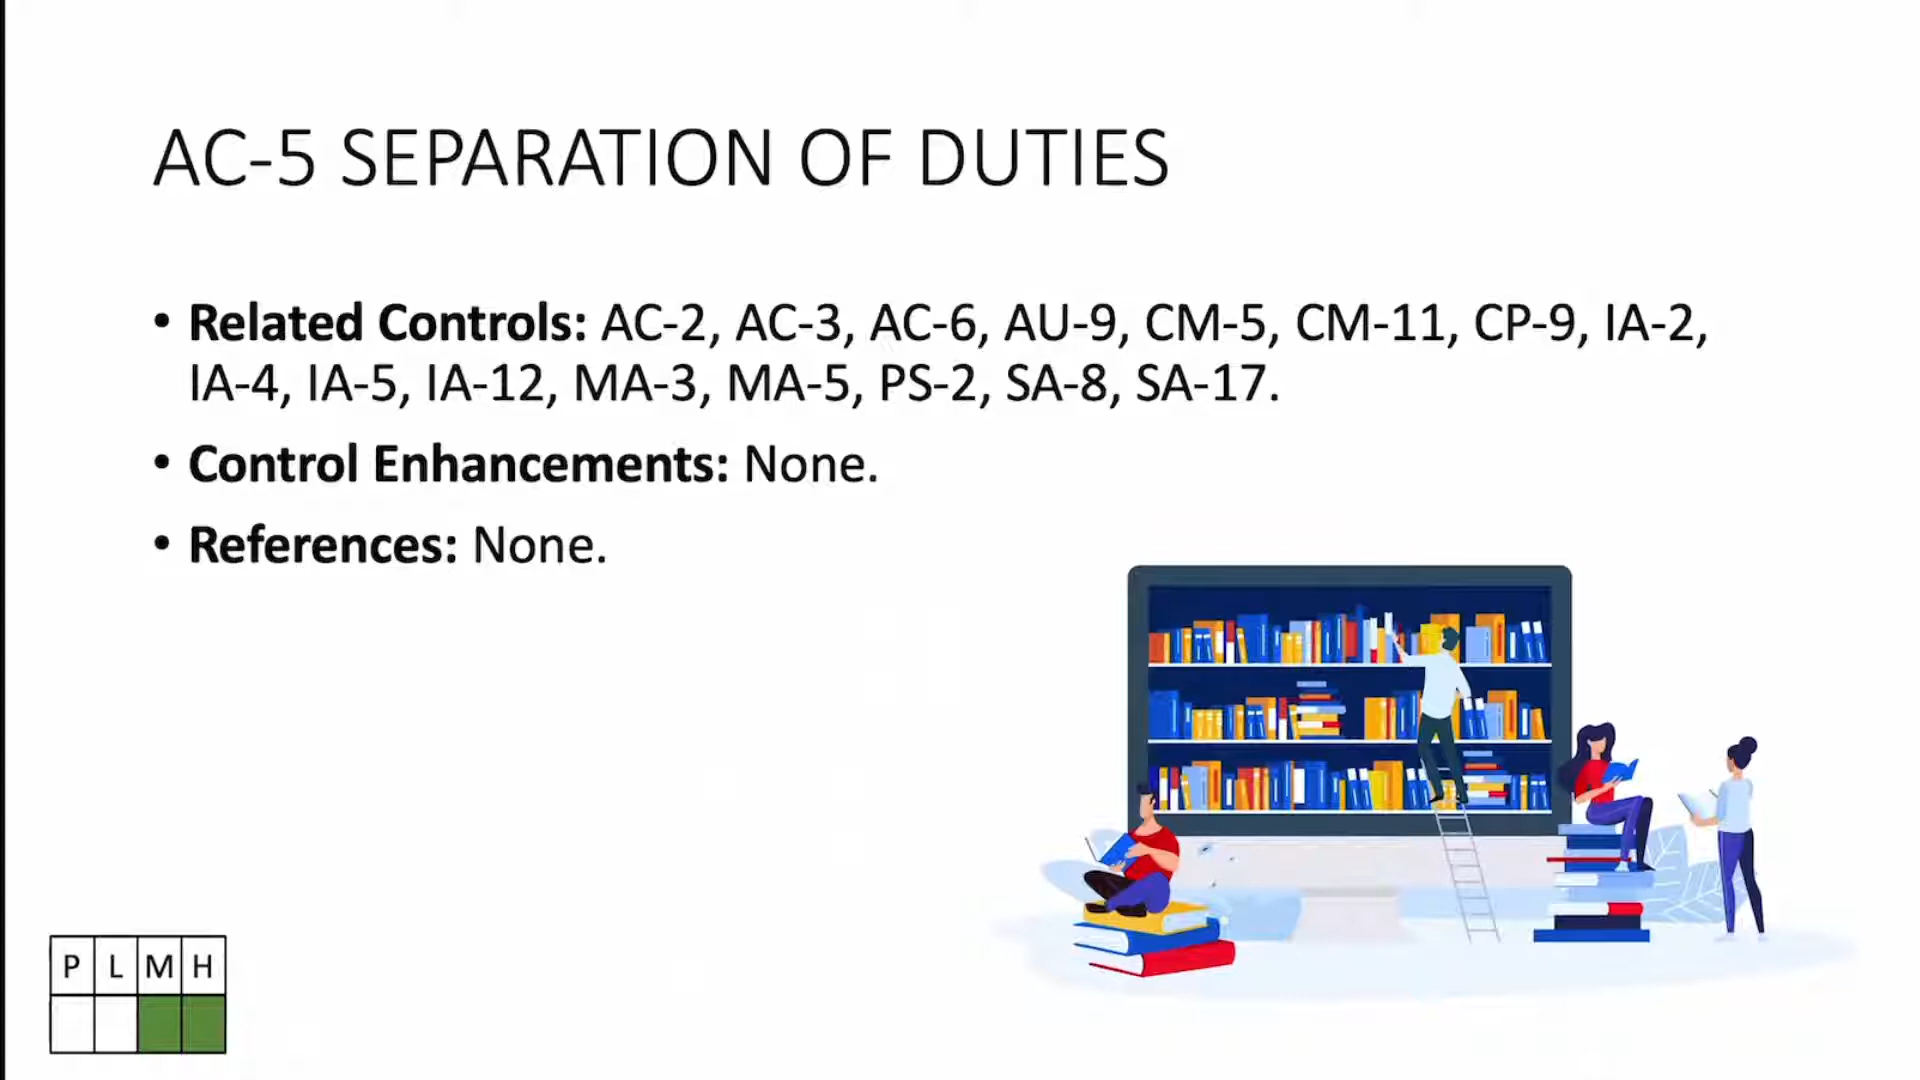 AC-5 SEPARATION OF DUTIES
• Related Controls: AC-2, AC-3, AC-6, AU-9, CM-5, CM-11, CP-9, IA-2,
IA-4, IA-5, IA-12, MA-3, MA-5, PS-2, SA-8, SA-17.
• Control Enhancements: None.
• References: None.
P L M H